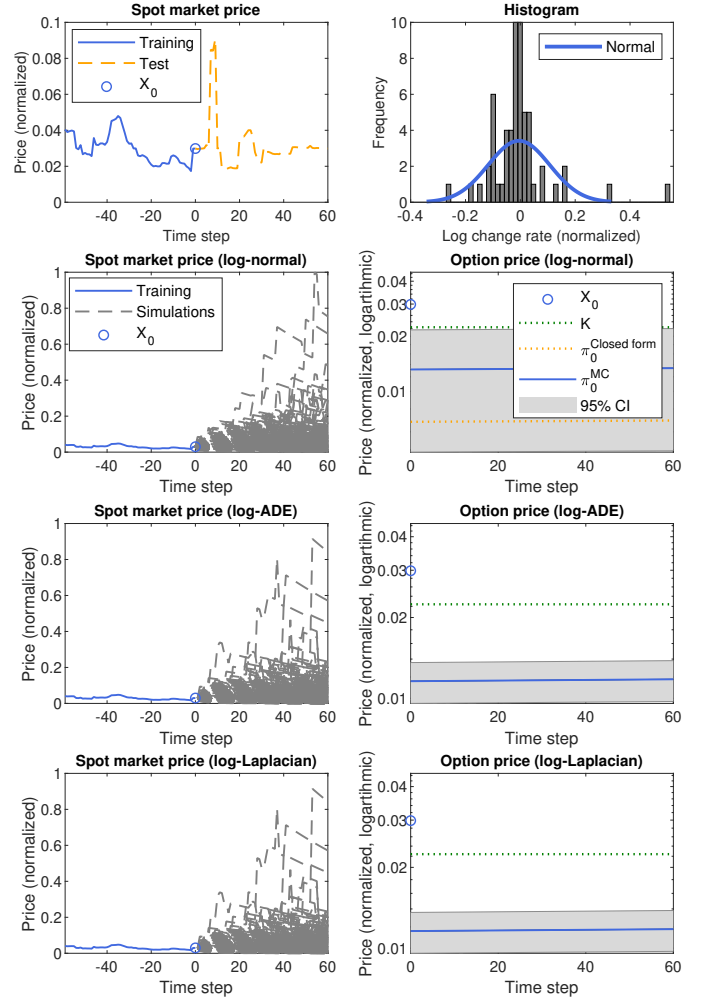 Spot market price
Price (normalized)
0.1
0.08
0.06
0.04
0.02
0
Training
Test
X0
-40
-20
0
20
40
60
Time step
Histogram
Frequency
10
8
6
4
2
0
Normal
-0.4
-0.2
0
0.2
0.4
Log change rate (normalized)
Spot market price (log-normal)
Price (normalized)
1
0.8
0.6
0.4
0.2
0
Training
Simulations
X0
-40
-20
0
20
40
60
Time step
Option price (log-normal)
Price (normalized, logartihmic)
0.04
0.03
0.02
0.01
X0
K
π0^Closed form
π0^MC
95% CI
0
20
40
60
Time step
Spot market price (log-ADE)
Price (normalized)
1
0.8
0.6
0.4
0.2
0
-40
-20
0
20
40
60
Time step
Option price (log-ADE)
Price (normalized, logartihmic)
0.04
0.03
0.02
0.01
0
20
40
60
Time step
Spot market price (log-Laplacian)
Price (normalized)
1
0.8
0.6
0.4
0.2
0
-40
-20
0
20
40
60
Time step
Option price (log-Laplacian)
Price (normalized, logartihmic)
0.04
0.03
0.02
0.01
0
20
40
60
Time step